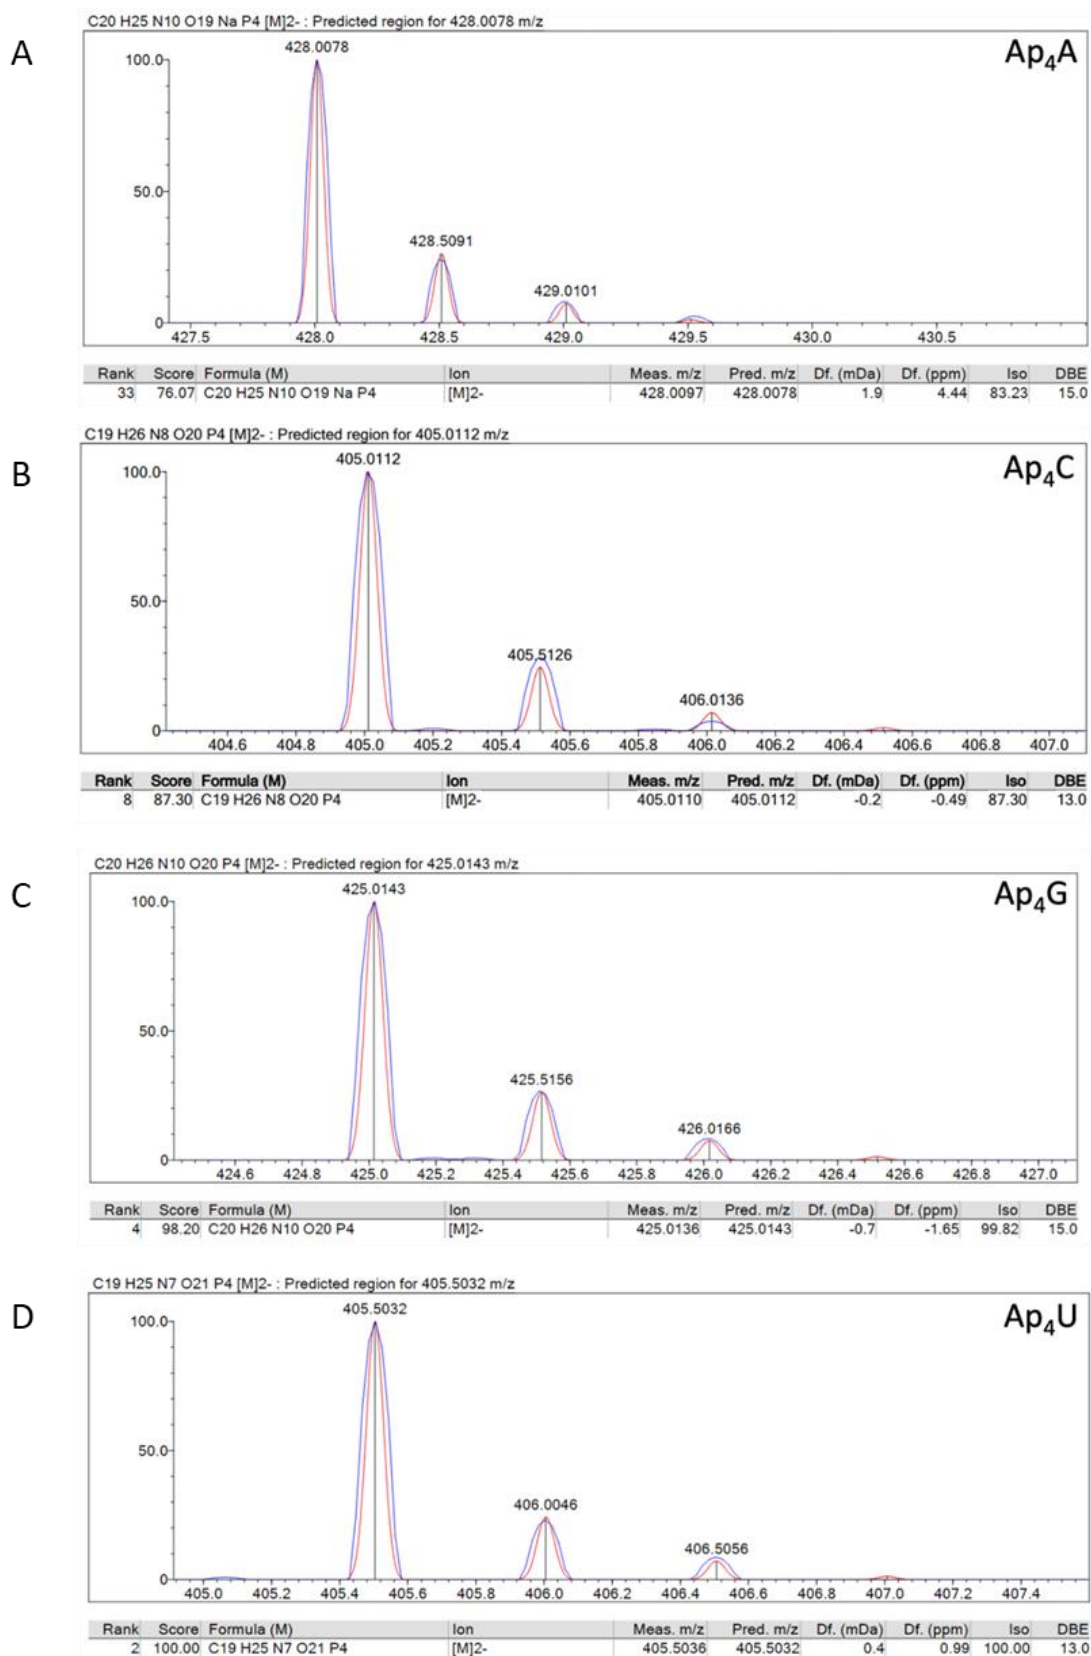 C20 H25 N10 O19 Na P4 [M]2- : Predicted region for 428.0078 m/z
A
Ap4A
428.0078
100.0
50.0
0
428.5091
429.0101
427.5 428.0 428.5 429.0 429.5 430.0 430.5
Rank Score Formula (M) Ion Meas. m/z Pred. m/z Df. (mDa) Df. (ppm) Iso DBE
33 76.07 C20 H25 N10 O19 Na P4 [M]2- 428.0097 428.0078 1.9 4.44 83.23 15.0
C19 H26 N8 O20 P4 [M]2- : Predicted region for 405.0112 m/z
B
Ap4C
405.0112
100.0
50.0
0
405.5126
406.0136
404.6 404.8 405.0 405.2 405.4 405.6 405.8 406.0 406.2 406.4 406.6 406.8 407.0
Rank Score Formula (M) Ion Meas. m/z Pred. m/z Df. (mDa) Df. (ppm) Iso DBE
8 87.30 C19 H26 N8 O20 P4 [M]2- 405.0110 405.0112 -0.2 -0.49 87.30 13.0
C20 H26 N10 O20 P4 [M]2- : Predicted region for 425.0143 m/z
C
Ap4G
425.0143
100.0
50.0
0
425.5156
426.0166
424.6 424.8 425.0 425.2 425.4 425.6 425.8 426.0 426.2 426.4 426.6 426.8 427.0
Rank Score Formula (M) Ion Meas. m/z Pred. m/z Df. (mDa) Df. (ppm) Iso DBE
4 98.20 C20 H26 N10 O20 P4 [M]2- 425.0136 425.0143 -0.7 -1.65 99.82 15.0
C19 H25 N7 O21 P4 [M]2- : Predicted region for 405.5032 m/z
D
Ap4U
405.5032
100.0
50.0
0
406.0046
406.5056
405.0 405.2 405.4 405.6 405.8 406.0 406.2 406.4 406.6 406.8 407.0 407.2 407.4
Rank Score Formula (M) Ion Meas. m/z Pred. m/z Df. (mDa) Df. (ppm) Iso DBE
2 100.00 C19 H25 N7 O21 P4 [M]2- 405.5036 405.5032 0.4 0.99 100.00 13.0